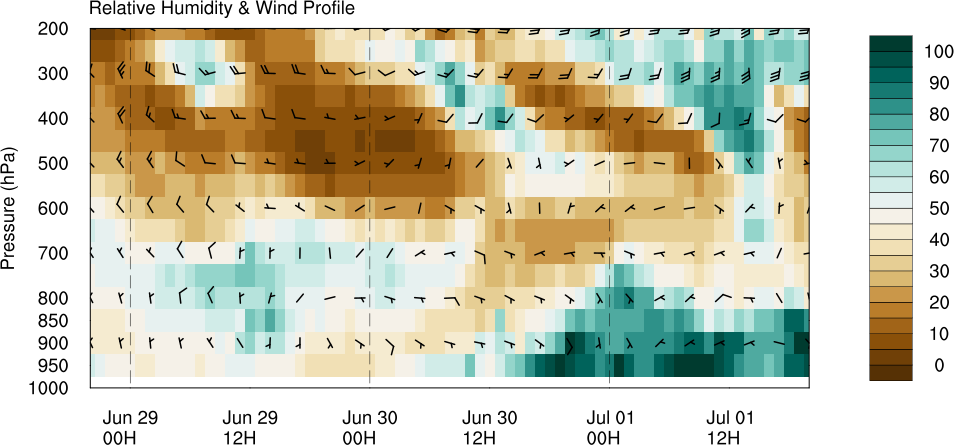 Relative Humidity & Wind Profile
200
300
400
500
600
700
800
850
900
950
1000
Pressure (hPa)
Jun 29 00H
Jun 29 12H
Jun 30 00H
Jun 30 12H
Jul 01 00H
Jul 01 12H
100
90
80
70
60
50
40
30
20
10
0